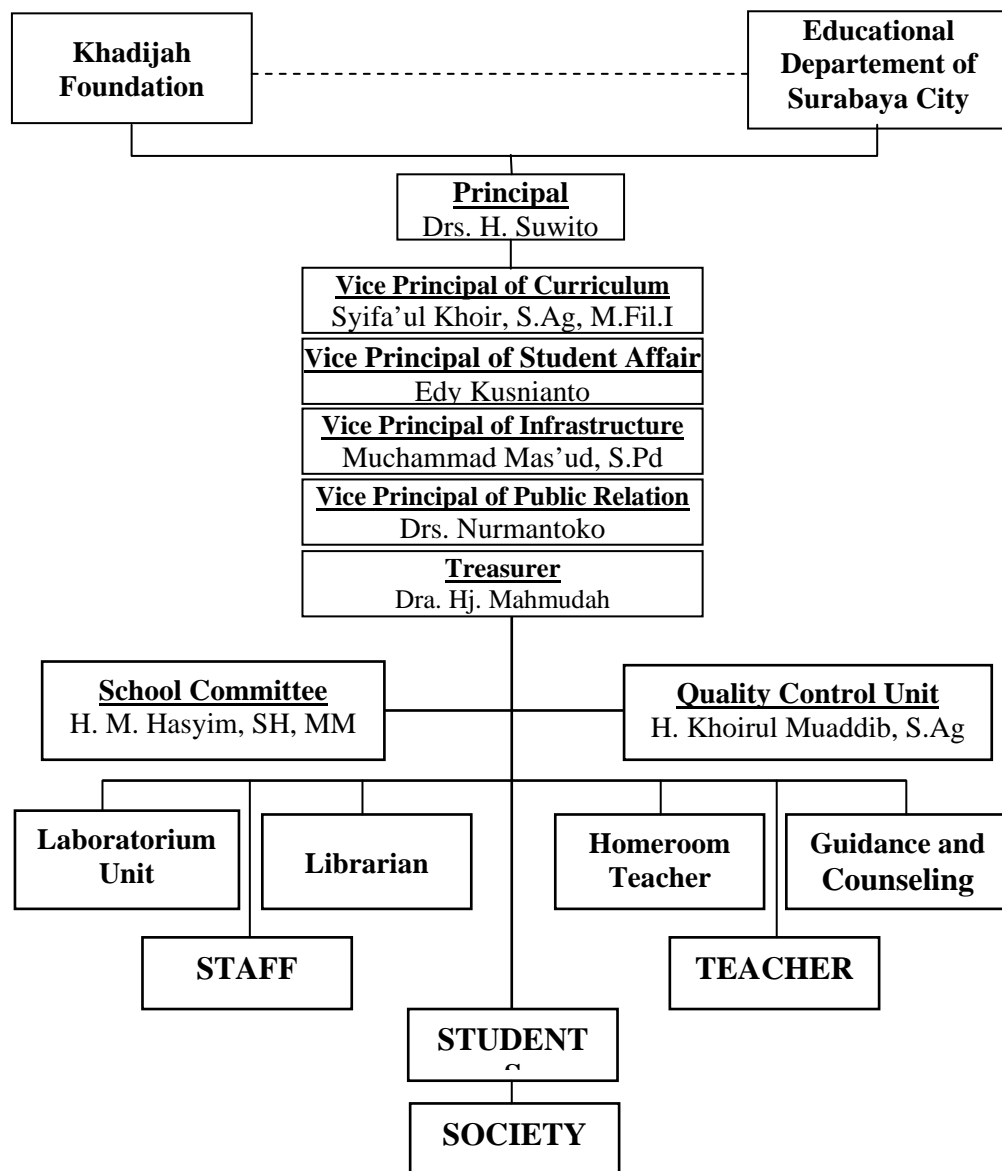 Khadijah
Foundation
Educational
Departement of
Surabaya City
Principal
Drs. H. Suwito
Vice Principal of Curriculum
Syifa’ul Khoir, S.Ag, M.Fil.I
Vice Principal of Student Affair
Edy Kusnianto
Vice Principal of Infrastructure
Muchammad Mas’ud, S.Pd
Vice Principal of Public Relation
Drs. Nurmantoko
Treasurer
Dra. Hj. Mahmudah
School Committee
H. M. Hasyim, SH, MM
Quality Control Unit
H. Khoirul Muaddib, S.Ag
Laboratorium
Unit
Librarian
Homeroom
Teacher
Guidance and
Counseling
STAFF
TEACHER
STUDENT
S
SOCIETY